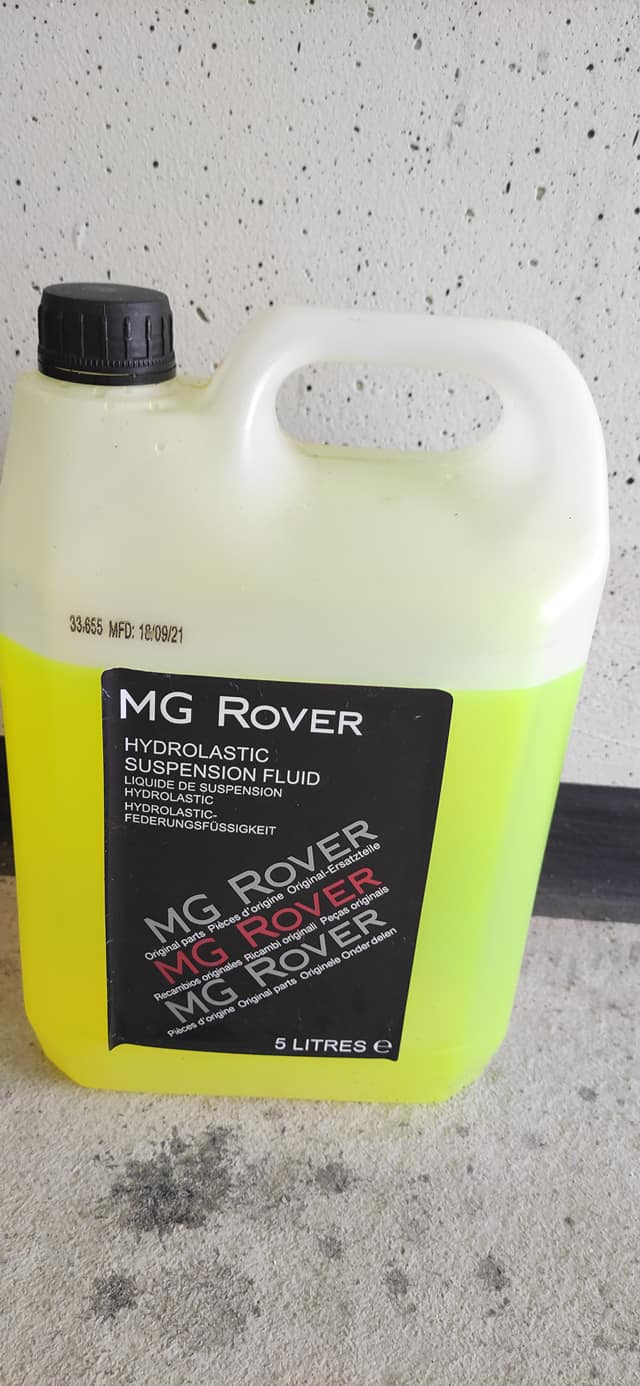 33.655 MFD: 18/09/21
MG ROVER
HYDROLASTIC
SUSPENSION FLUID
LIQUIDE DE SUSPENSION
HYDROLASTIC
HYDROLASTIC-
FEDERUNGSFÜSSIGKEIT
MG ROVER
Original parts Pièces d'origine Original-Ersatzteile
MG ROVER
Recambios originales Ricambi originali Peças originais
MG ROVER
Pièces d'origine Original parts Originele Onderdelen
5 LITRES ℮